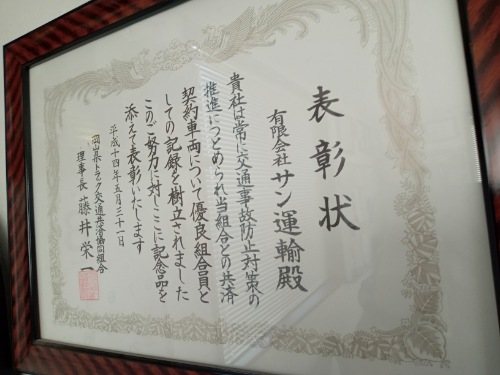 表彰状
有限会社サン運輸殿
貴社は常に交通事故防止対策の
推進につとめられ当組合との共済
契約車両について優良組合員と
しての記録を樹立されました
このご努力に対しここに記念品を
添えて表彰いたします
平成十四年五月三十一日
岡山県トラック交通共済協同組合
理事長 藤井栄一